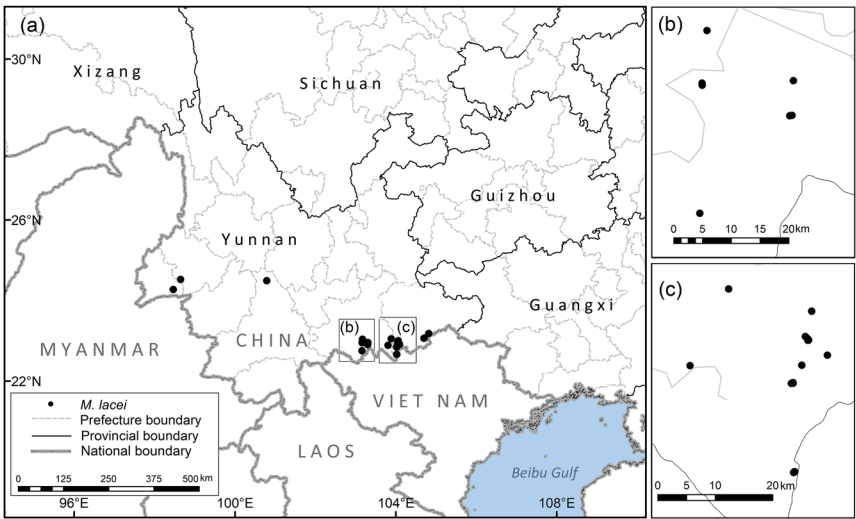 (a)
30°N
Xizang
Sichuan
Guizhou
26°N
Yunnan
Guangxi
(b)
(c)
CHINA
MYANMAR
22°N
VIET NAM
LAOS
Beibu Gulf
M. lacei
Prefecture boundary
Provincial boundary
National boundary
0 125 250 375 500 km
96°E 100°E 104°E 108°E
(b)
0 5 10 15 20 km
(c)
0 5 10 20 km